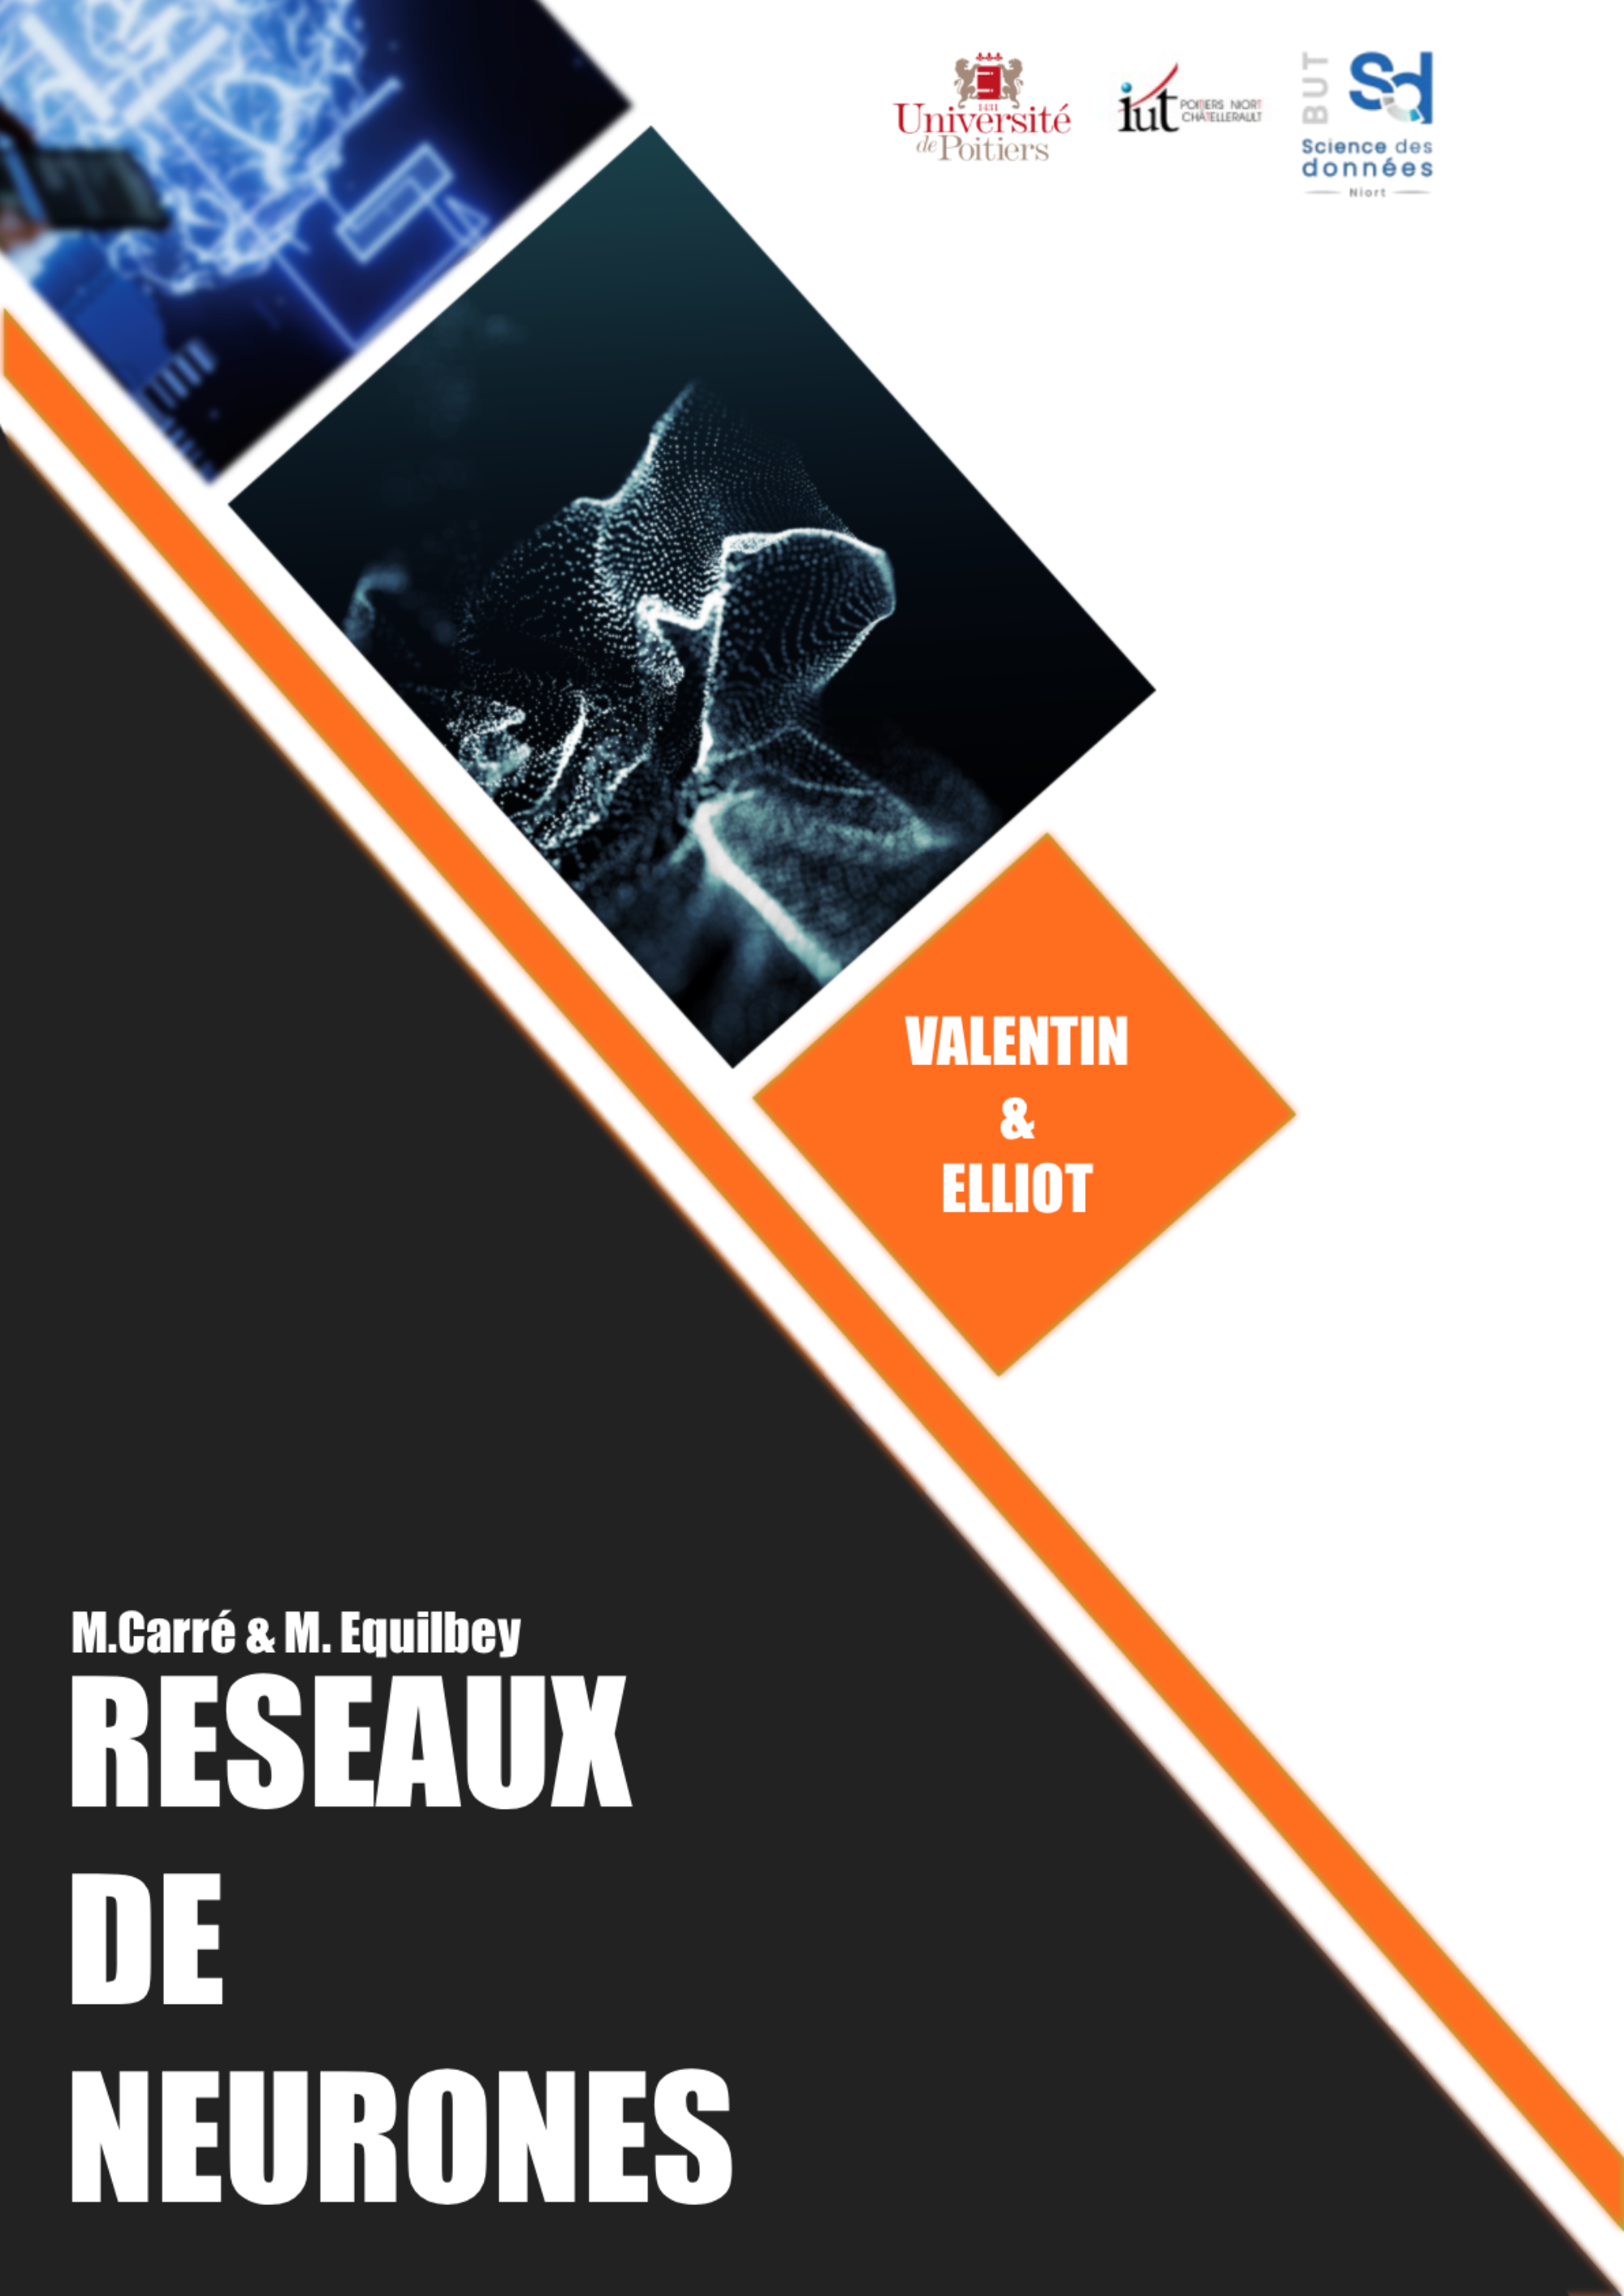 1431
Université
de Poitiers
iut
POITIERS NIORT
CHÂTELLERAULT
BUT
Sd
Science des
données
Niort
VALENTIN
&
ELLIOT
M.Carré & M. Equilbey
RESEAUX
DE
NEURONES